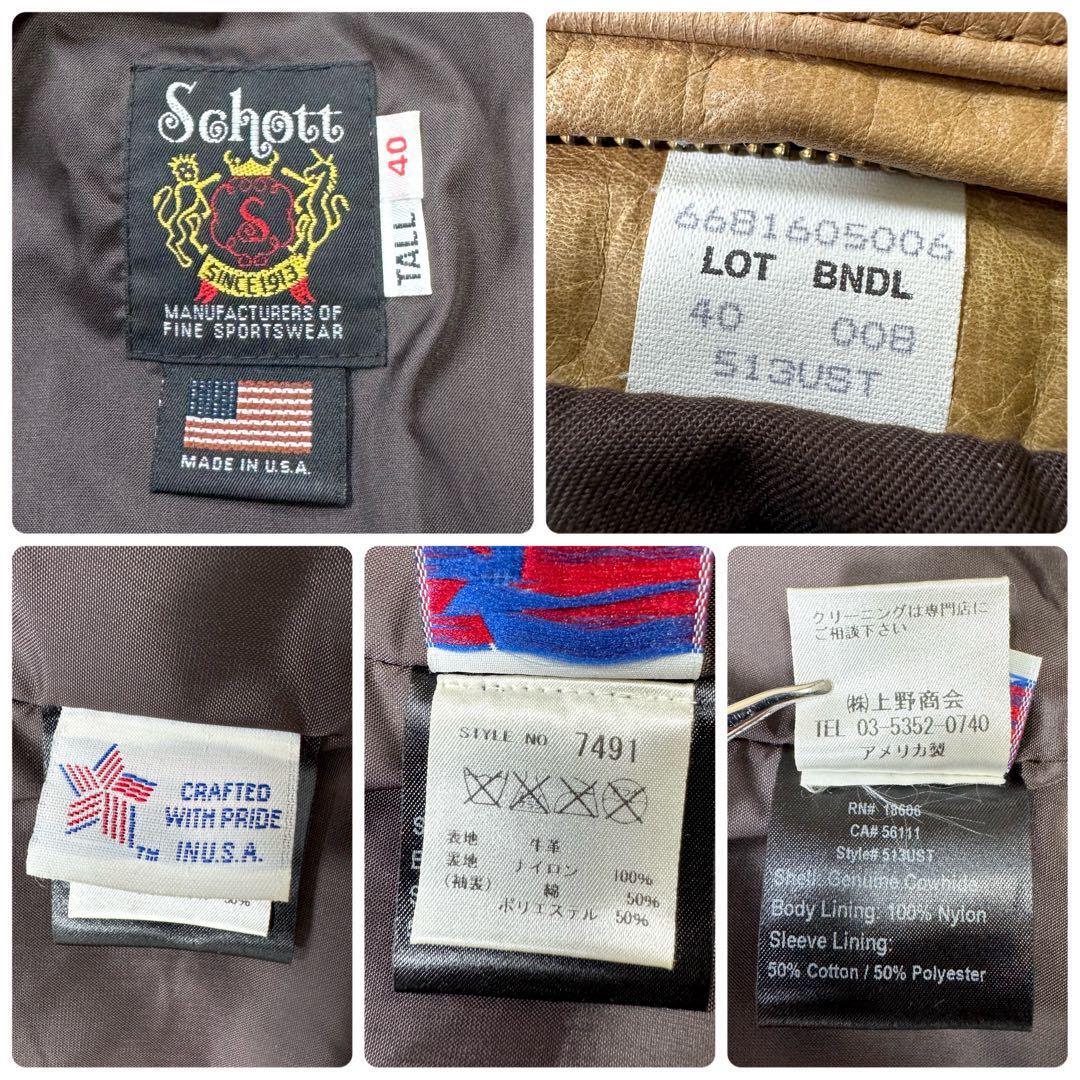 Schott
40
TALL
S
SINCE 1913
MANUFACTURERS OF
FINE SPORTSWEAR
MADE IN U.S.A.
6681605006
LOT BNDL
40 008
513UST
CRAFTED
WITH PRIDE
IN U.S.A.
TM
50%
STYLE NO 7491
表地 牛革
裏地 ナイロン 100%
(袖裏) 綿 50%
ポリエステル 50%
クリーニングは専門店に
ご相談下さい
㈱上野商会
TEL 03-5352-0740
アメリカ製
RN# 18606
CA# 56111
Style# 513UST
Shell: Genuine Cowhide
Body Lining: 100% Nylon
Sleeve Lining:
50% Cotton / 50% Polyester